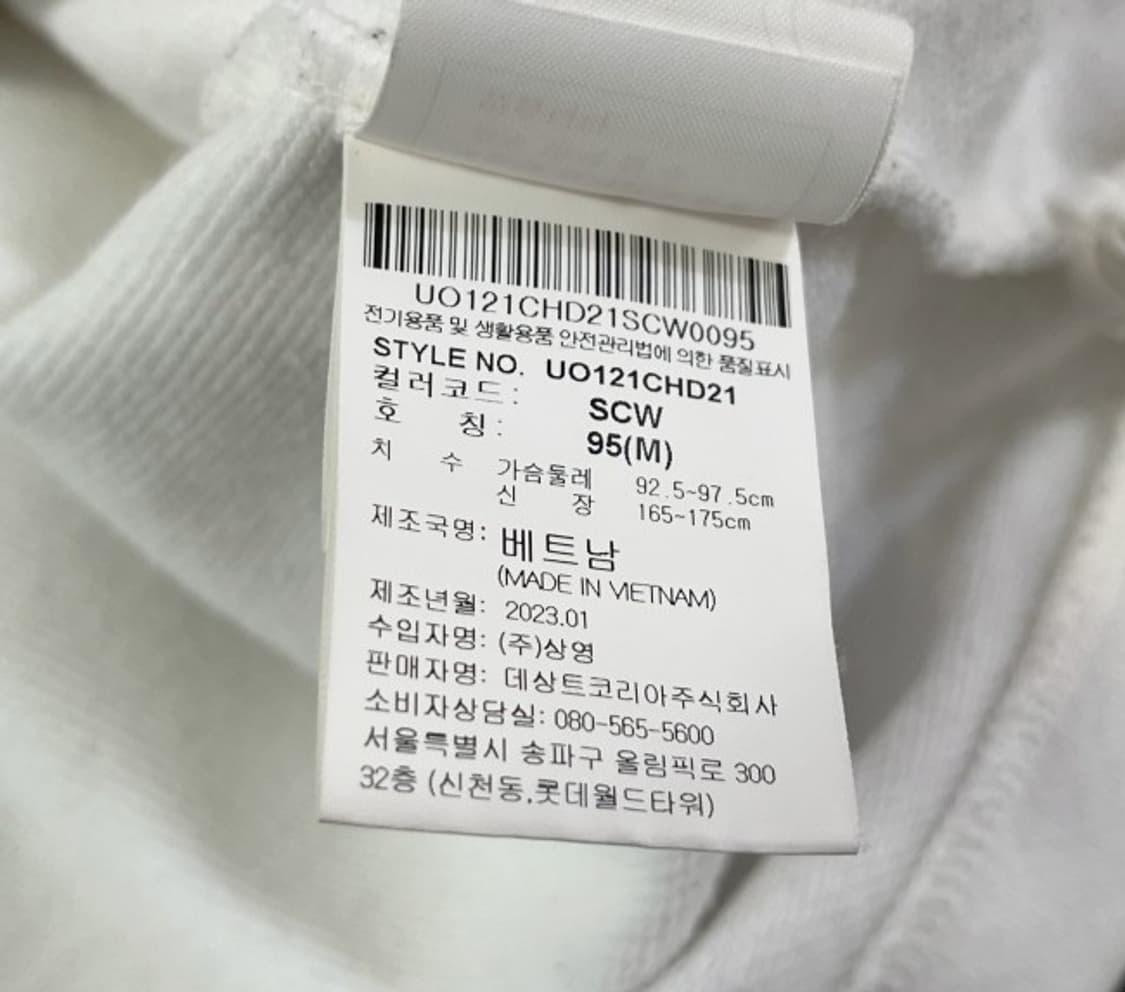 UO121CHD21SCW0095
전기용품 및 생활용품 안전관리법에 의한 품질표시
STYLE NO. UO121CHD21
컬러코드: SCW
호 칭: 95(M)
치 수 가슴둘레 92.5~97.5cm
신 장 165~175cm
제조국명: 베트남
(MADE IN VIETNAM)
제조년월: 2023.01
수입자명: (주)상영
판매자명: 데상트코리아주식회사
소비자상담실: 080-565-5600
서울특별시 송파구 올림픽로 300
32층 (신천동,롯데월드타워)